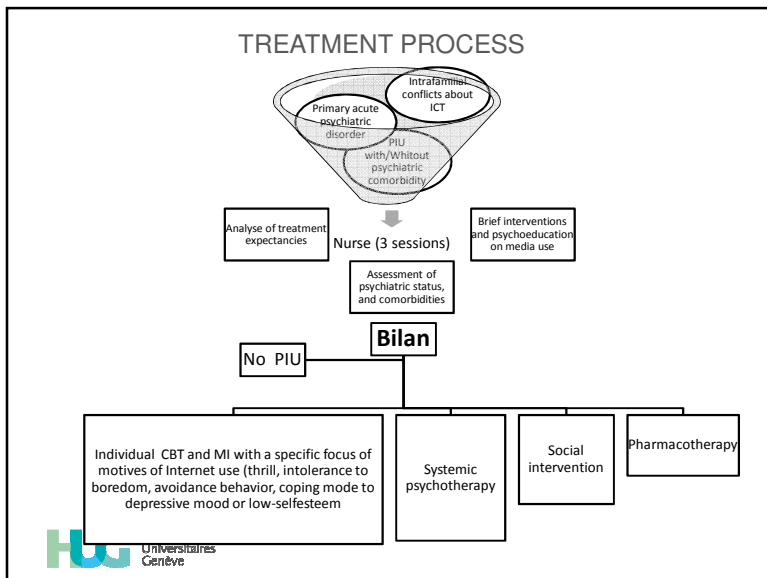 TREATMENT PROCESS
Intrafamilial
conflicts about
ICT
Primary acute
psychiatric
disorder
PIU
with/Whitout
psychiatric
comorbidity
Analyse of treatment
expectancies
Nurse (3 sessions)
Brief interventions
and psychoeducation
on media use
Assessment of
psychiatric status,
and comorbidities
Bilan
No PIU
Individual CBT and MI with a specific focus of
motives of Internet use (thrill, intolerance to
boredom, avoidance behavior, coping mode to
depressive mood or low-selfesteem
Systemic
psychotherapy
Social
intervention
Pharmacotherapy
HUG
Universitaires
Genève